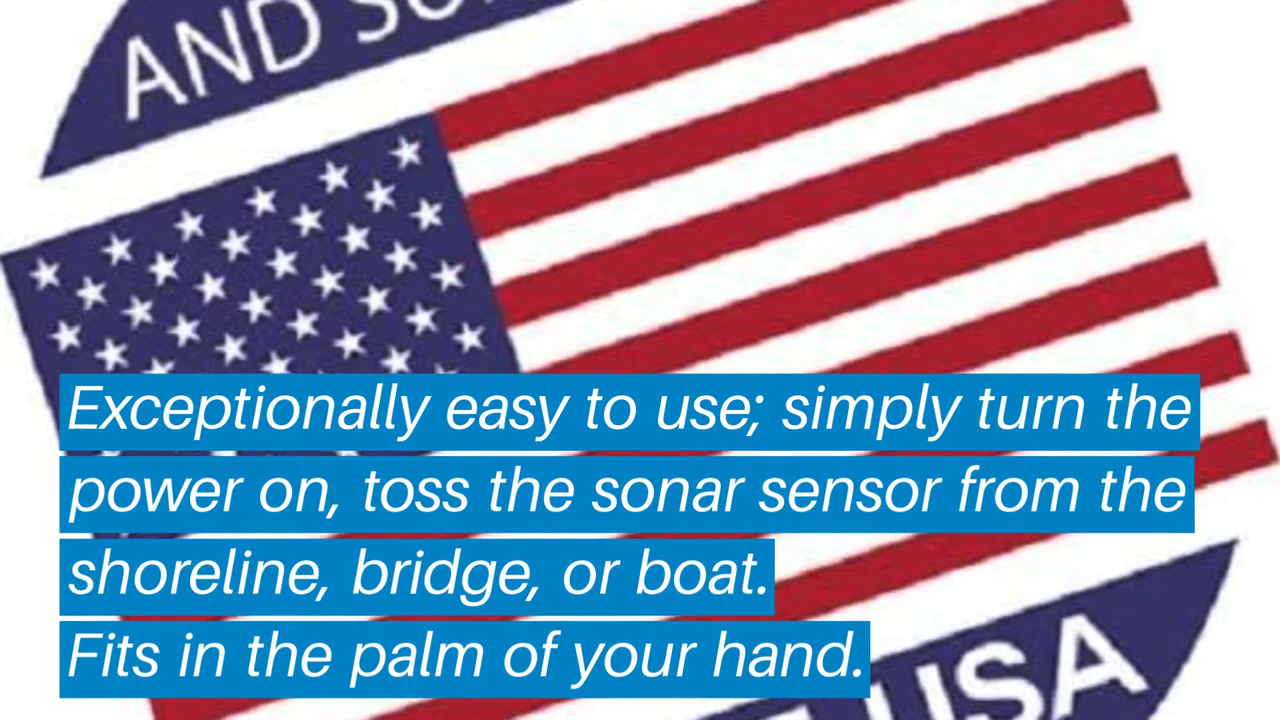 AND
Exceptionally easy to use; simply turn the
power on, toss the sonar sensor from the
shoreline, bridge, or boat.
Fits in the palm of your hand.
USA